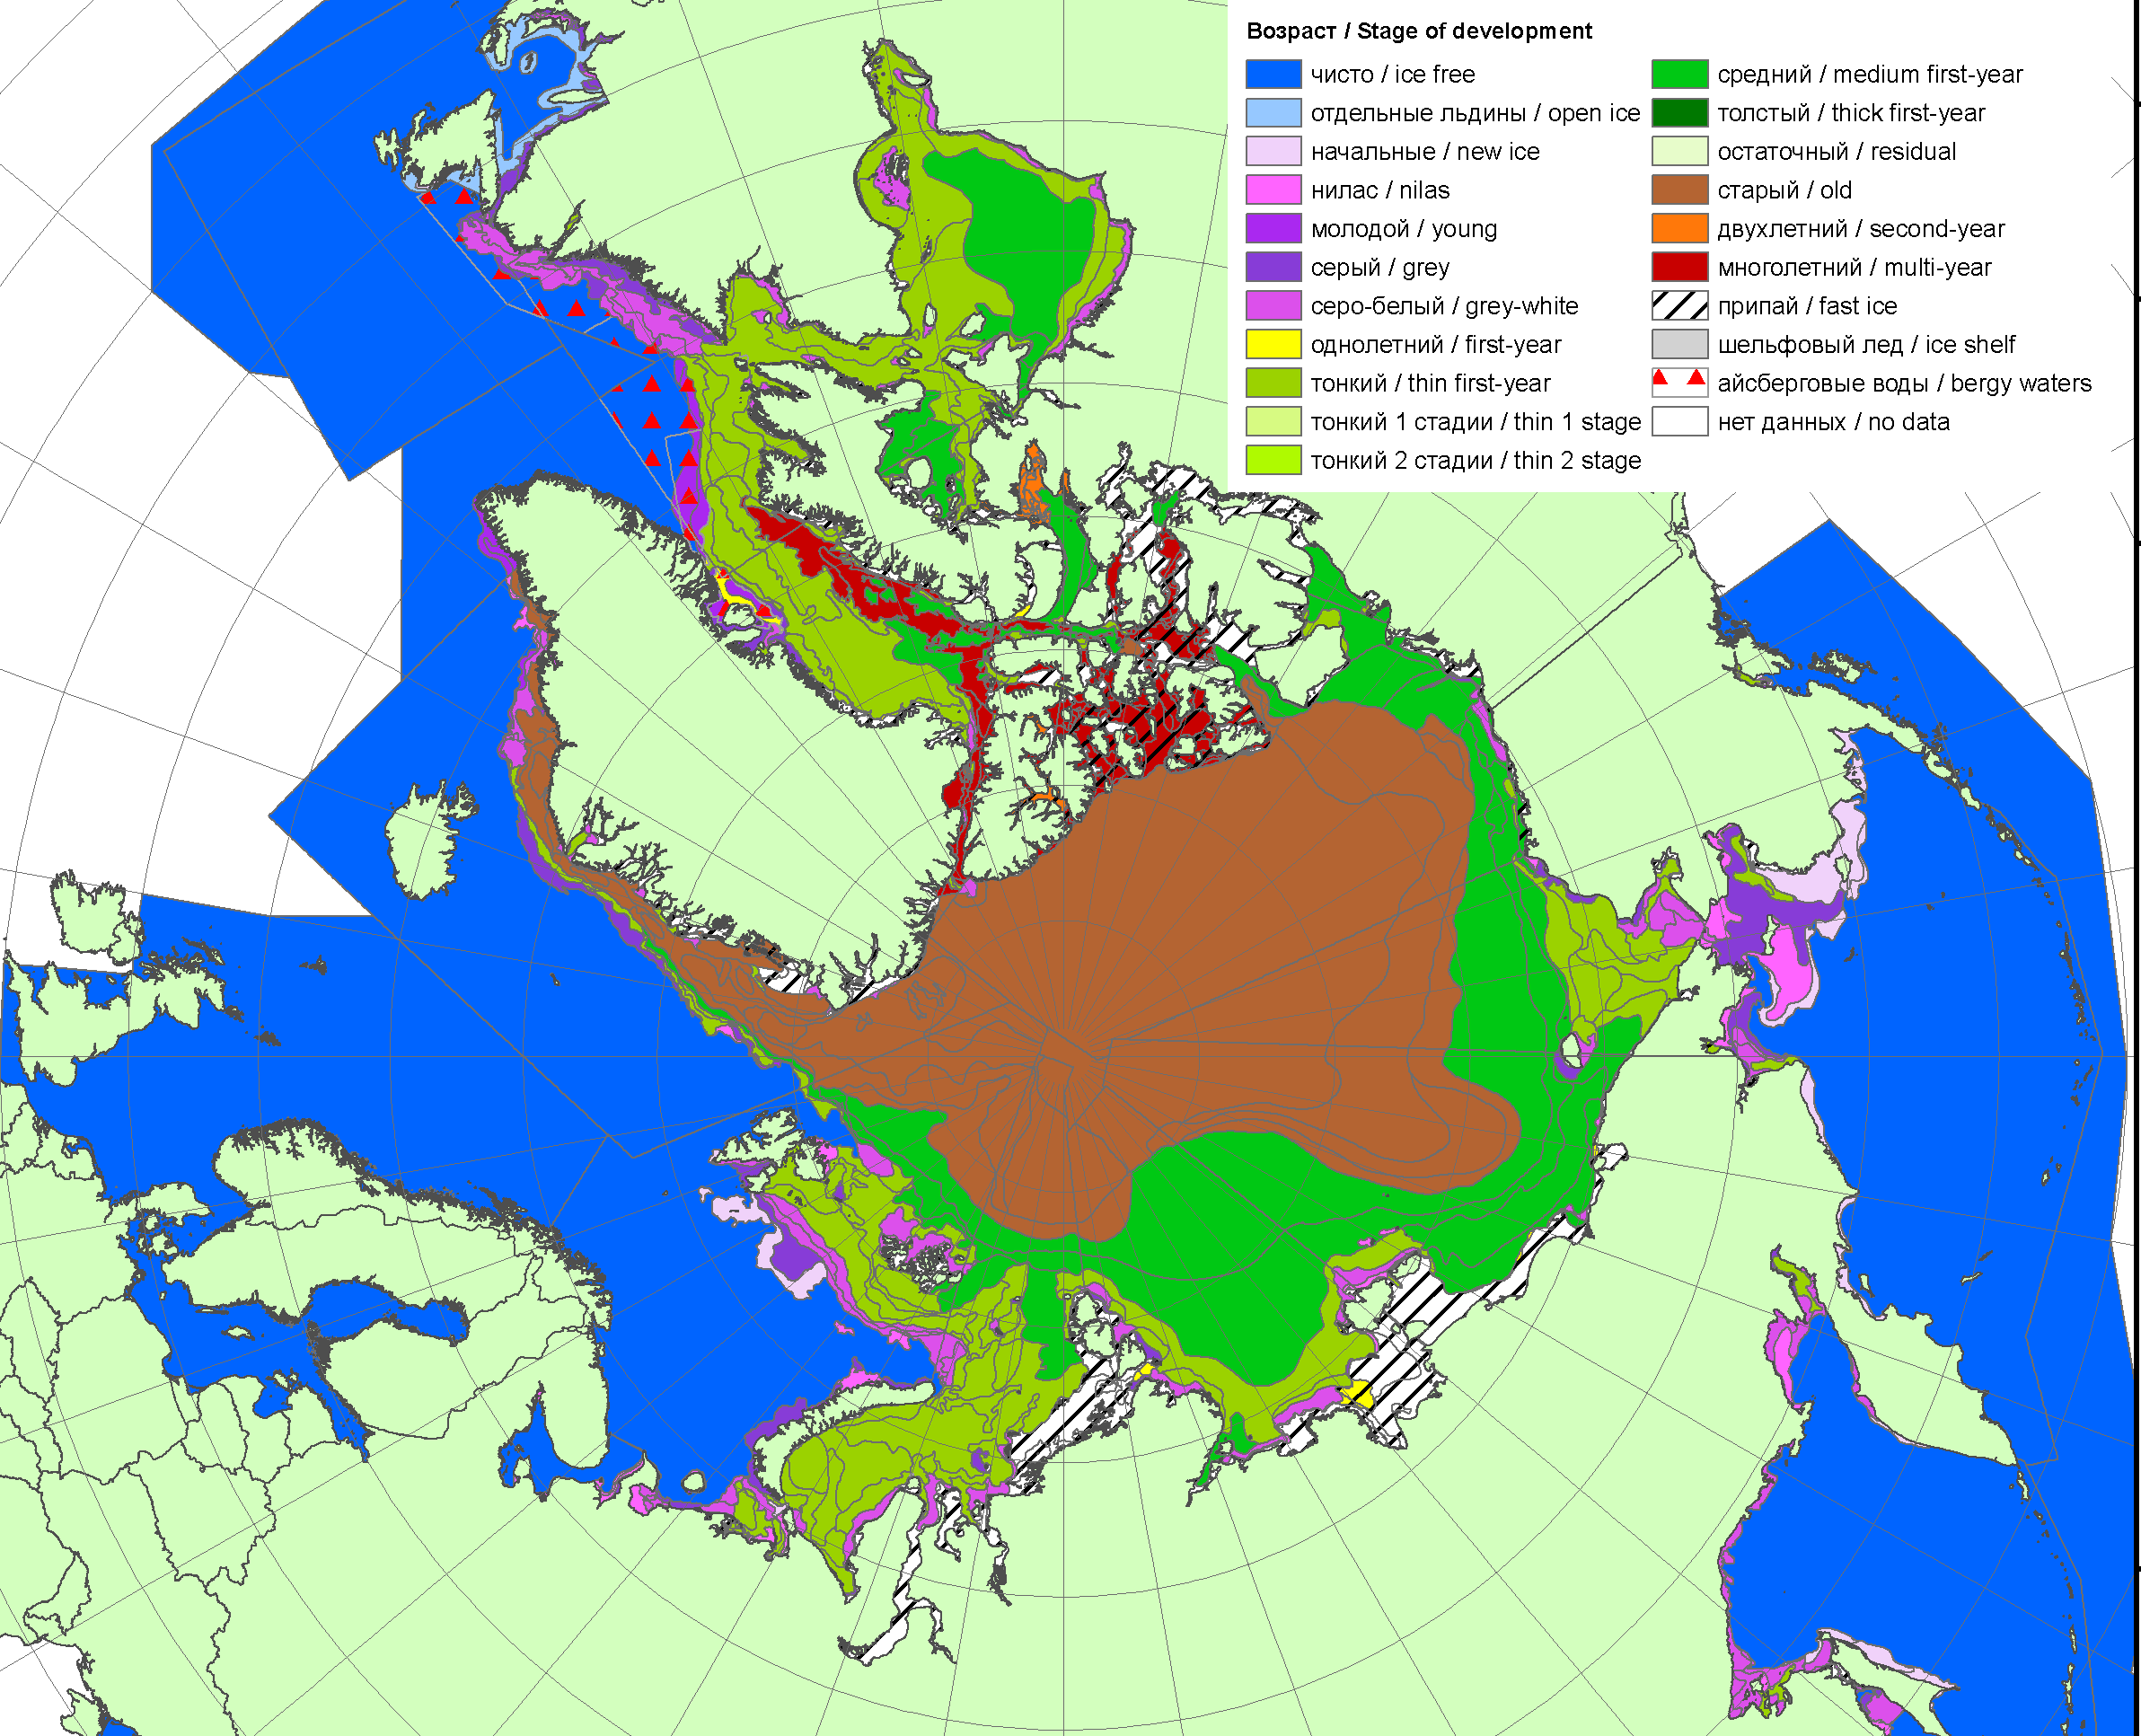 Возраст / Stage of development
чисто / ice free
отдельные льдины / open ice
начальные / new ice
нилас / nilas
молодой / young
серый / grey
серо-белый / grey-white
однолетний / first-year
тонкий / thin first-year
тонкий 1 стадии / thin 1 stage
тонкий 2 стадии / thin 2 stage
средний / medium first-year
толстый / thick first-year
остаточный / residual
старый / old
двухлетний / second-year
многолетний / multi-year
припай / fast ice
шельфовый лед / ice shelf
айсберговые воды / bergy waters
нет данных / no data